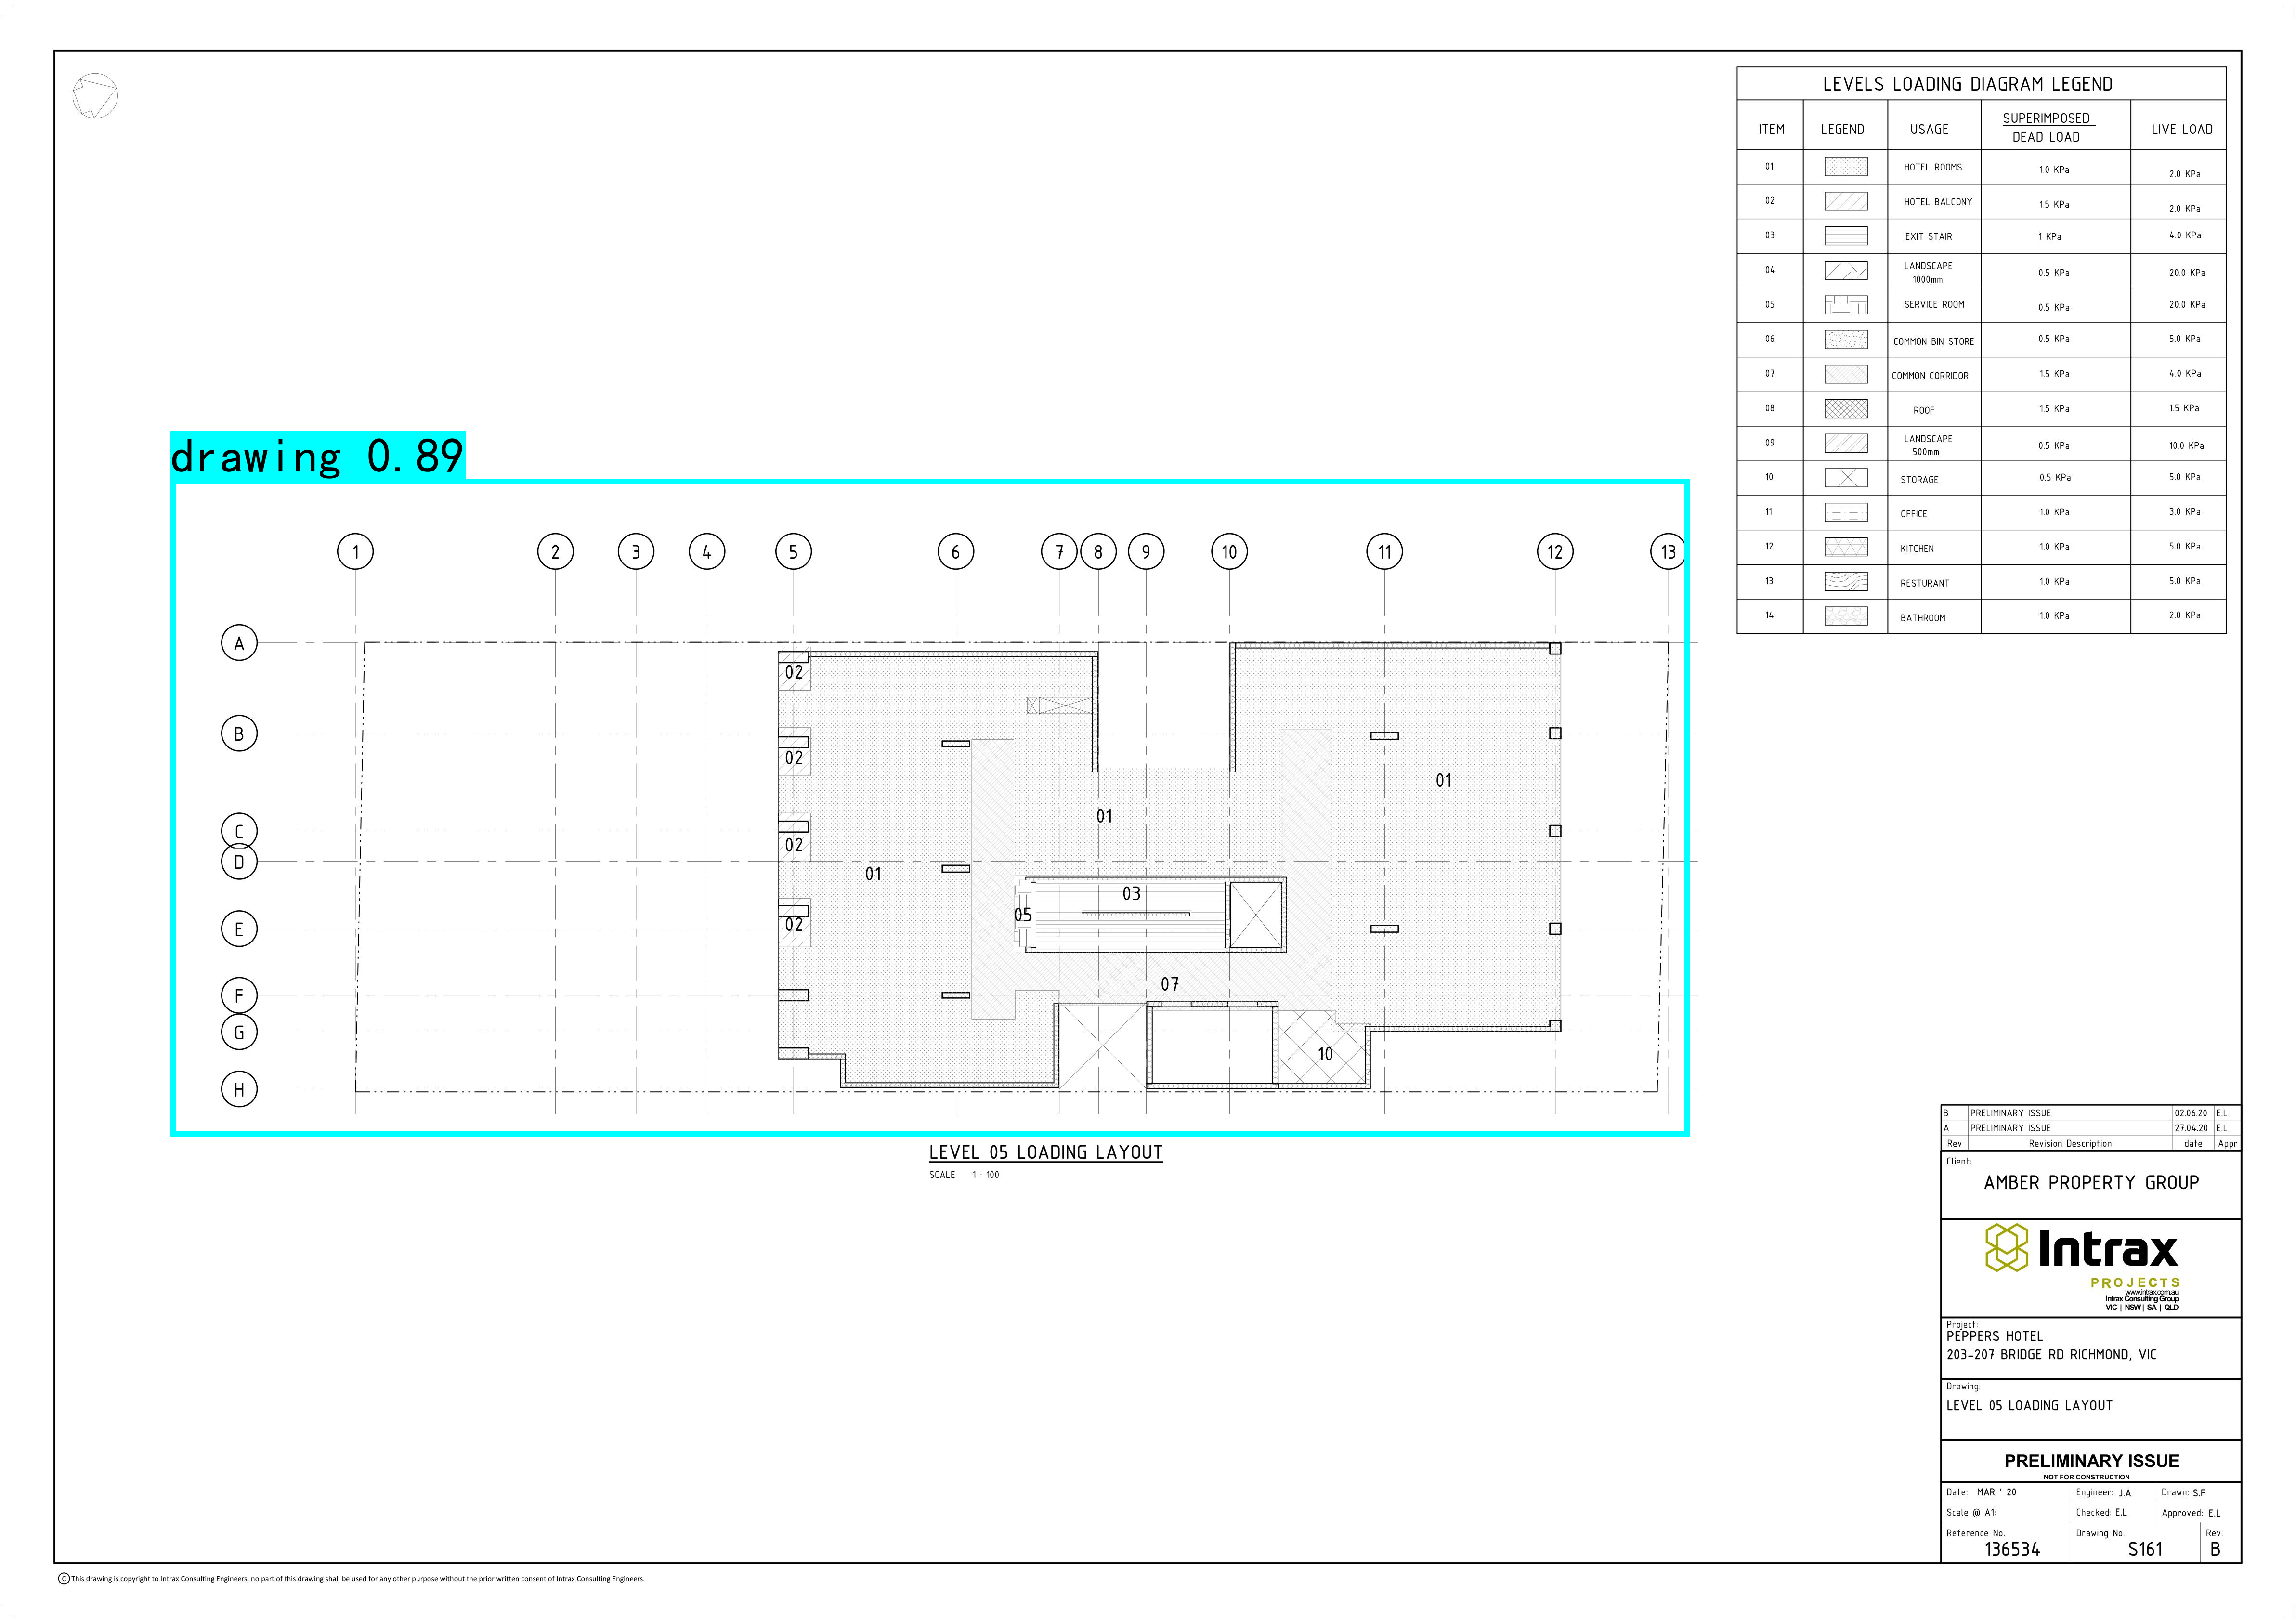 LEVELS LOADING DIAGRAM LEGEND
ITEM LEGEND USAGE SUPERIMPOSED DEAD LOAD LIVE LOAD
01 HOTEL ROOMS 1.0 KPa 2.0 KPa
02 HOTEL BALCONY 1.5 KPa 2.0 KPa
03 EXIT STAIR 1 KPa 4.0 KPa
04 LANDSCAPE 1000mm 0.5 KPa 20.0 KPa
05 SERVICE ROOM 0.5 KPa 20.0 KPa
06 COMMON BIN STORE 0.5 KPa 5.0 KPa
07 COMMON CORRIDOR 1.5 KPa 4.0 KPa
08 ROOF 1.5 KPa 1.5 KPa
09 LANDSCAPE 500mm 0.5 KPa 10.0 KPa
10 STORAGE 0.5 KPa 5.0 KPa
11 OFFICE 1.0 KPa 3.0 KPa
12 KITCHEN 1.0 KPa 5.0 KPa
13 RESTURANT 1.0 KPa 5.0 KPa
14 BATHROOM 1.0 KPa 2.0 KPa
drawing 0.89
1 2 3 4 5 6 7 8 9 10 11 12 13
A
02
B
02
01
01
C
02
D
01
03
05
02
E
07
F
G
10
H
LEVEL 05 LOADING LAYOUT
SCALE 1 : 100
B PRELIMINARY ISSUE 02.06.20 E.L
A PRELIMINARY ISSUE 27.04.20 E.L
Rev Revision Description date Appr
Client:
AMBER PROPERTY GROUP
Intrax
PROJECTS
www.intrax.com.au
Intrax Consulting Group
VIC | NSW | SA | QLD
Project:
PEPPERS HOTEL
203-207 BRIDGE RD RICHMOND, VIC
Drawing:
LEVEL 05 LOADING LAYOUT
PRELIMINARY ISSUE
NOT FOR CONSTRUCTION
Date: MAR ' 20 Engineer: J.A Drawn: S.F
Scale @ A1: Checked: E.L Approved: E.L
Reference No. Drawing No. Rev.
136534 S161 B
C This drawing is copyright to Intrax Consulting Engineers, no part of this drawing shall be used for any other purpose without the prior written consent of Intrax Consulting Engineers.